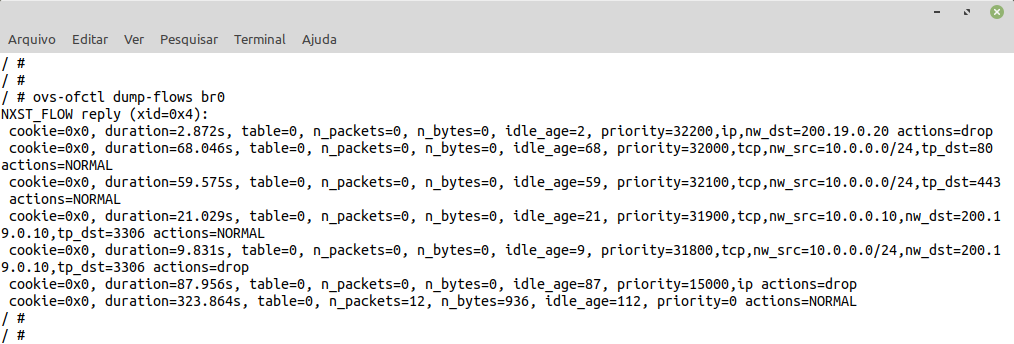 Arquivo Editar Ver Pesquisar Terminal Ajuda
/ #
/ #
/ # ovs-ofctl dump-flows br0
NXST_FLOW reply (xid=0x4):
 cookie=0x0, duration=2.872s, table=0, n_packets=0, n_bytes=0, idle_age=2, priority=32200,ip,nw_dst=200.19.0.20 actions=drop
 cookie=0x0, duration=68.046s, table=0, n_packets=0, n_bytes=0, idle_age=68, priority=32000,tcp,nw_src=10.0.0.0/24,tp_dst=80
actions=NORMAL
 cookie=0x0, duration=59.575s, table=0, n_packets=0, n_bytes=0, idle_age=59, priority=32100,tcp,nw_src=10.0.0.0/24,tp_dst=443
 actions=NORMAL
 cookie=0x0, duration=21.029s, table=0, n_packets=0, n_bytes=0, idle_age=21, priority=31900,tcp,nw_src=10.0.0.10,nw_dst=200.1
9.0.10,tp_dst=3306 actions=NORMAL
 cookie=0x0, duration=9.831s, table=0, n_packets=0, n_bytes=0, idle_age=9, priority=31800,tcp,nw_src=10.0.0.0/24,nw_dst=200.1
9.0.10,tp_dst=3306 actions=drop
 cookie=0x0, duration=87.956s, table=0, n_packets=0, n_bytes=0, idle_age=87, priority=15000,ip actions=drop
 cookie=0x0, duration=323.864s, table=0, n_packets=12, n_bytes=936, idle_age=112, priority=0 actions=NORMAL
/ #
/ #